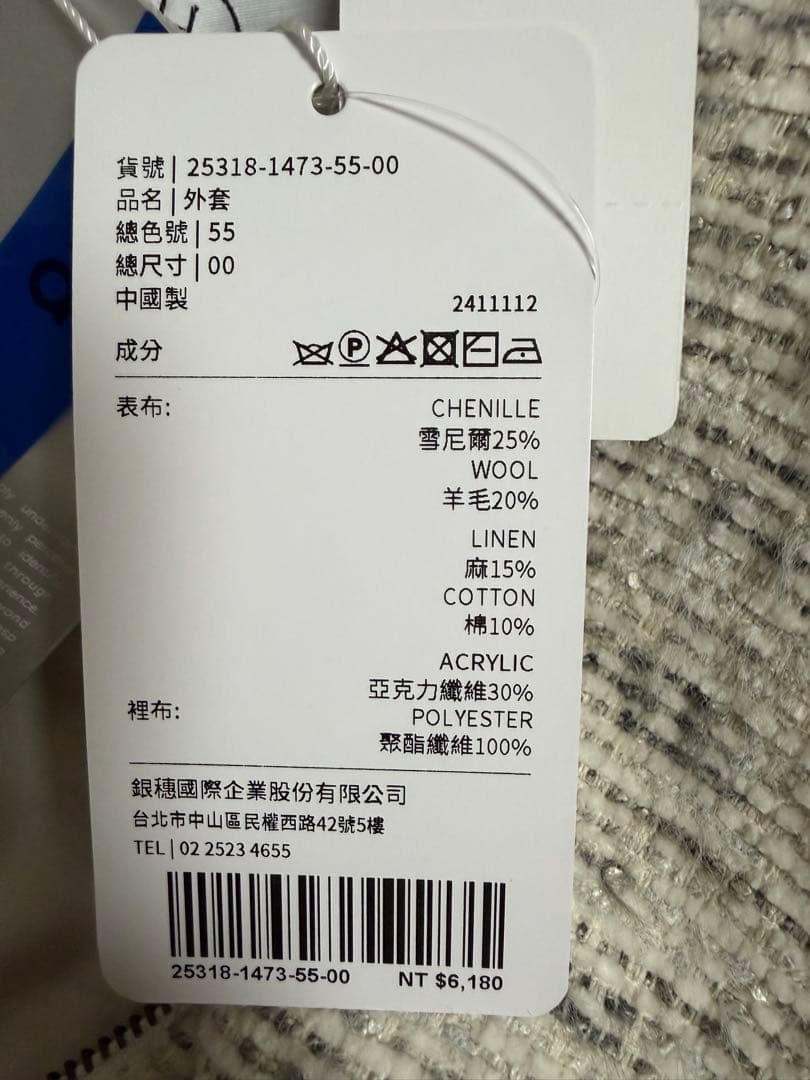 貨號| 25318-1473-55-00
品名|外套
總色號|55
總尺寸|00
中國製
2411112
成分
P
表布:
CHENILLE
雪尼爾25%
WOOL
羊毛20%
LINEN
麻15%
COTTON
棉10%
ACRYLIC
亞克力纖維30%
裡布:
POLYESTER
聚酯纖維100%
銀穗國際企業股份有限公司
台北市中山區民權西路42號5樓
TEL| 02 2523 4655
25318-1473-55-00
NT $6,180